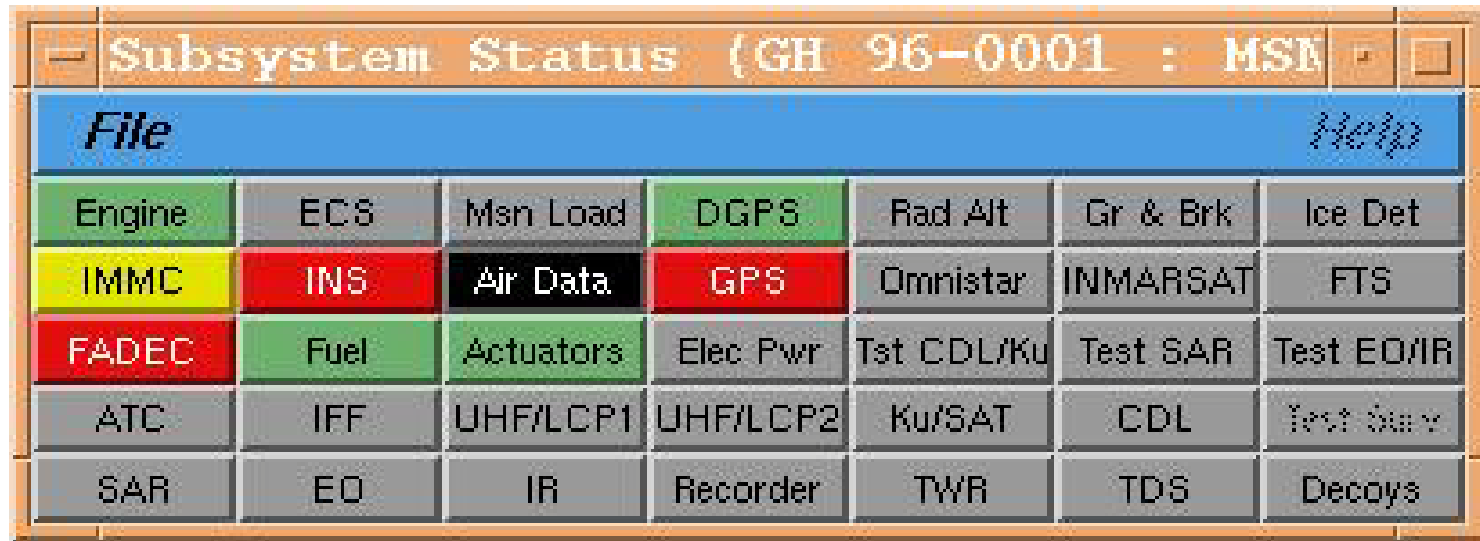 Subsystem Status (GH 96-0001 : MSN
File Help
Engine ECS Msn Load DGPS Rad Alt Gr & Brk Ice Det
IMMC INS Air Data GPS Omnistar INMARSAT FTS
FADEC Fuel Actuators Elec Pwr Tst CDL/Ku Test SAR Test EO/IR
ATC IFF UHF/LCP1 UHF/LCP2 Ku/SAT CDL Test Surv
SAR EO IR Recorder TWR TDS Decoys